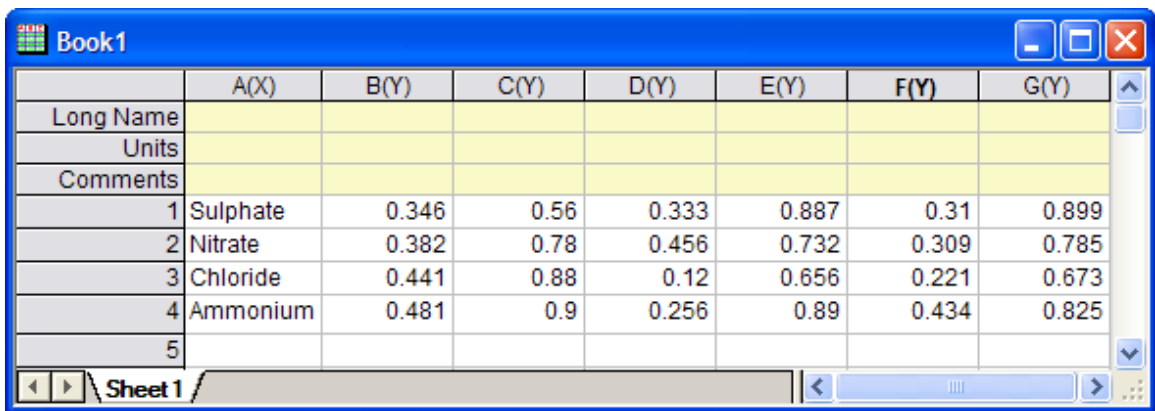 Book1
A(X) B(Y) C(Y) D(Y) E(Y) F(Y) G(Y)
Long Name
Units
Comments
1 Sulphate 0.346 0.56 0.333 0.887 0.31 0.899
2 Nitrate 0.382 0.78 0.456 0.732 0.309 0.785
3 Chloride 0.441 0.88 0.12 0.656 0.221 0.673
4 Ammonium 0.481 0.9 0.256 0.89 0.434 0.825
5
Sheet1